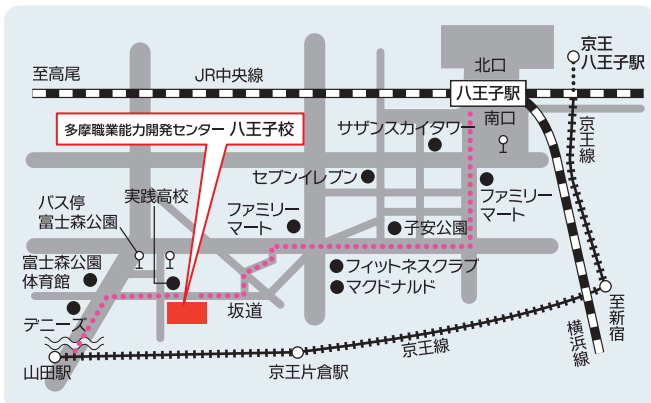 京王
八王子駅
北口
至高尾
JR中央線
八王子駅
多摩職業能力開発センター 八王子校
サザンスカイタワー
南口
京王線
セブンイレブン
実践高校
バス停
富士森公園
ファミリー
マート
ファミリー
マート
子安公園
富士森公園
体育館
フィットネスクラブ
マクドナルド
坂道
デニーズ
至新宿
横浜線
京王線
山田駅
京王片倉駅